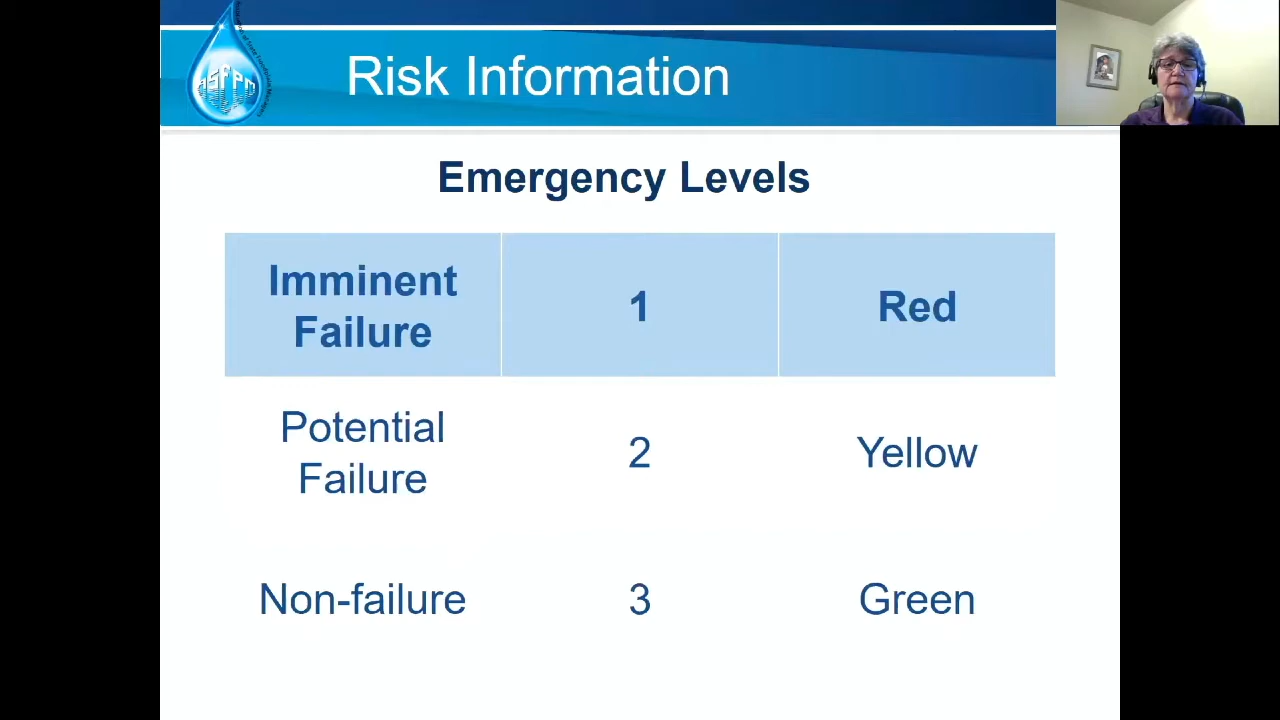 Risk Information
Emergency Levels
Imminent
Failure
1
Red
Potential
Failure
2
Yellow
Non-failure
3
Green